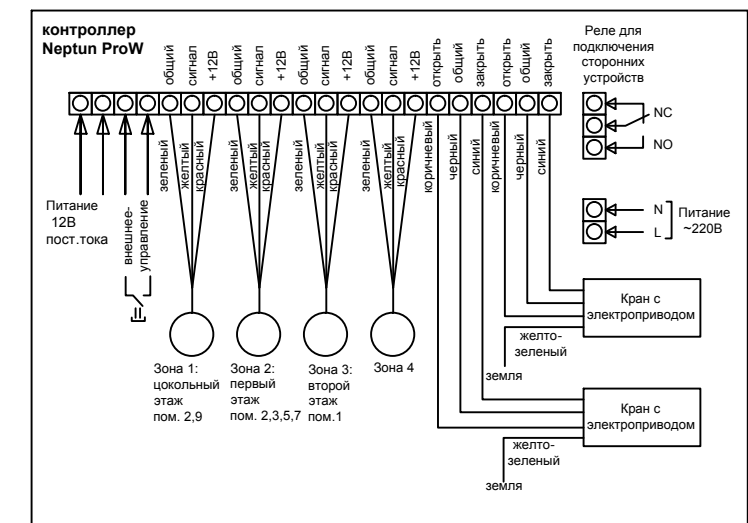 контроллер
Neptun ProW
общий
сигнал
+12В
общий
сигнал
+12В
общий
сигнал
+12В
общий
сигнал
+12В
открыть
общий
закрыть
открыть
общий
закрыть
Реле для
подключения
сторонних
устройств
NC
NO
зеленый
желтый
красный
зеленый
желтый
красный
зеленый
желтый
красный
зеленый
желтый
красный
коричневый
черный
синий
коричневый
черный
синий
Питание
12В
пост.тока
внешнее-
управление
N
L
Питание
~220В
Кран с
электроприводом
желто-
зеленый
земля
Зона 1:
цокольный
этаж
пом. 2,9
Зона 2:
первый
этаж
пом. 2,3,5,7
Зона 3:
второй
этаж
пом.1
Зона 4
Кран с
электроприводом
желто-
зеленый
земля